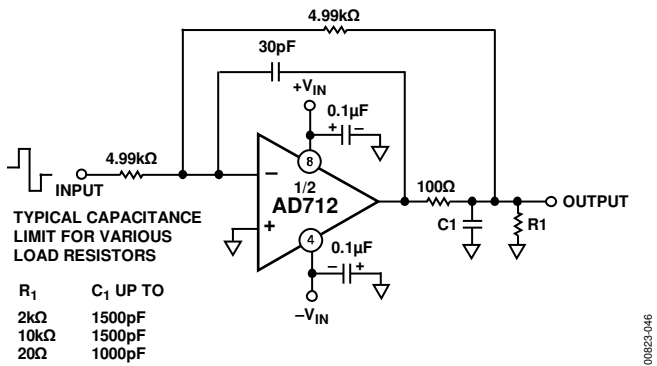 4.99kΩ
30pF
+VIN
0.1µF
+ –
8
4.99kΩ
INPUT
–
1/2
AD712
+
100Ω
OUTPUT
C1
R1
4
0.1µF
– +
–VIN
TYPICAL CAPACITANCE
LIMIT FOR VARIOUS
LOAD RESISTORS
R1 C1 UP TO
2kΩ 1500pF
10kΩ 1500pF
20Ω 1000pF
00823-046